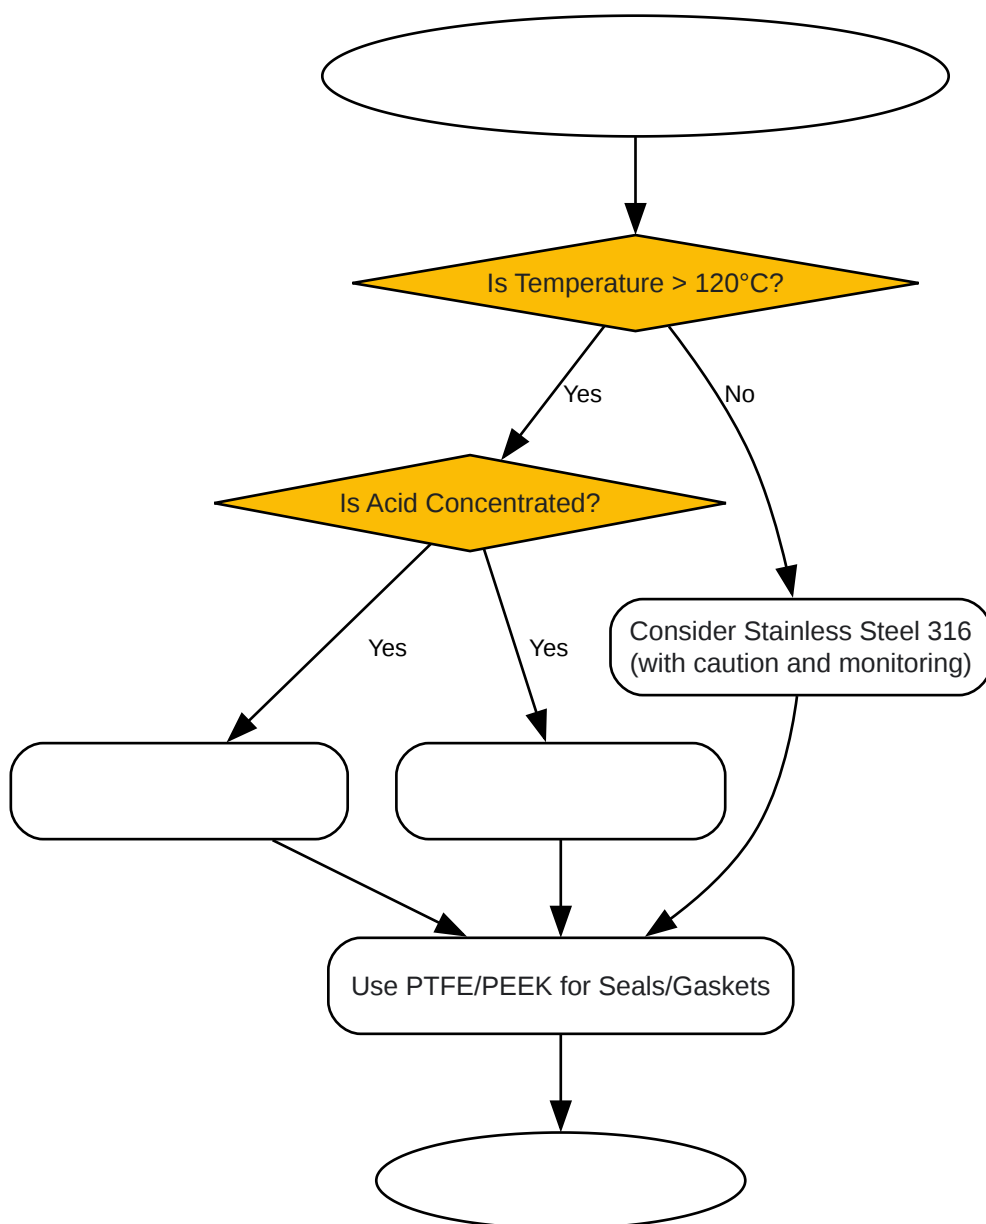 Is Temperature > 120°C?
Yes
No
Is Acid Concentrated?
Yes
Yes
Consider Stainless Steel 316
(with caution and monitoring)
Use PTFE/PEEK for Seals/Gaskets